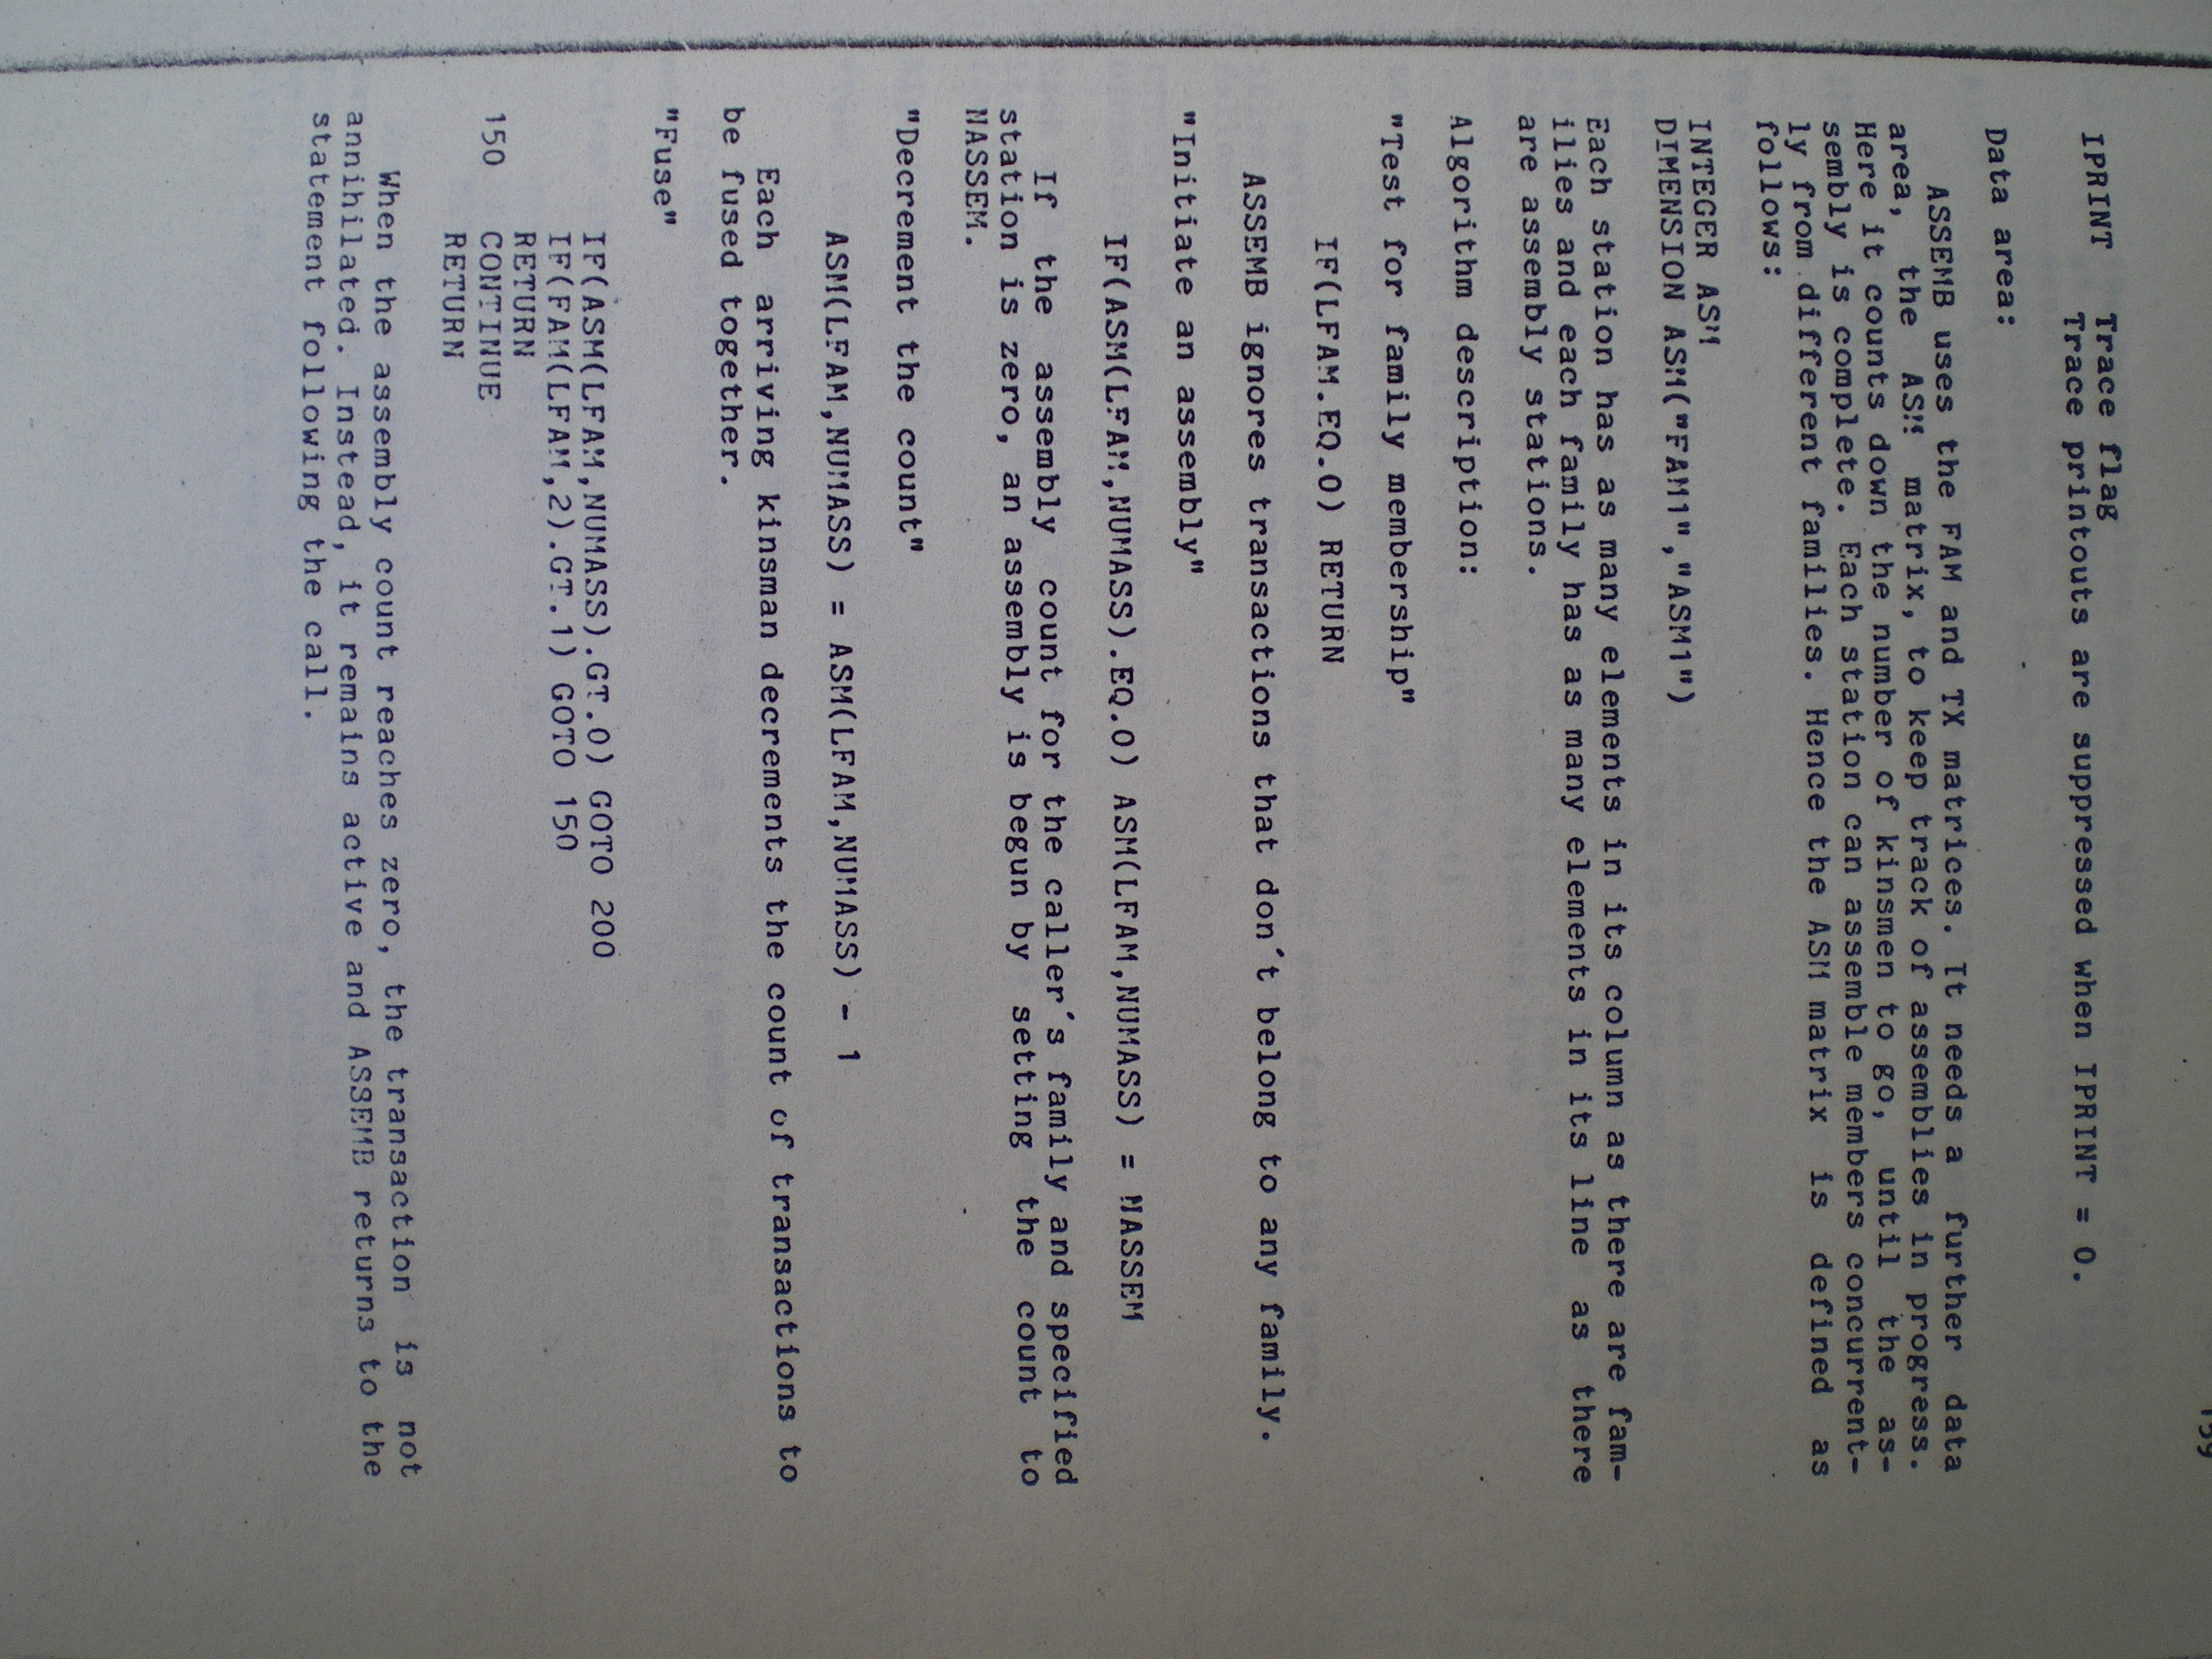 159
IPRINT   Trace flag
         Trace printouts are suppressed when IPRINT = 0.
Data area:
ASSEMB uses the FAM and TX matrices. It needs a further data
area, the ASM matrix, to keep track of assemblies in progress.
Here it counts down the number of kinsmen to go, until the as-
sembly is complete. Each station can assemble members concurrent-
ly from different families. Hence the ASM matrix is defined as
follows:
INTEGER ASM
DIMENSION ASM("FAM1","ASM1")
Each station has as many elements in its column as there are fam-
ilies and each family has as many elements in its line as there
are assembly stations.
Algorithm description:
"Test for family membership"
IF(LFAM.EQ.0) RETURN
ASSEMB ignores transactions that don´t belong to any family.
"Initiate an assembly"
IF(ASM(LFAM,NUMASS).EQ.0) ASM(LFAM,NUMASS) = NASSEM
If the assembly count for the caller´s family and specified
station is zero, an assembly is begun by setting the count to
NASSEM.
"Decrement the count"
ASM(LFAM,NUMASS) = ASM(LFAM,NUMASS) - 1
Each arriving kinsman decrements the count of transactions to
be fused together.
"Fuse"
IF(ASM(LFAM,NUMASS).GT.0) GOTO 200
IF(FAM(LFAM,2).GT.1) GOTO 150
RETURN
150   CONTINUE
RETURN
When the assembly count reaches zero, the transaction is not
annihilated. Instead, it remains active and ASSEMB returns to the
statement following the call.